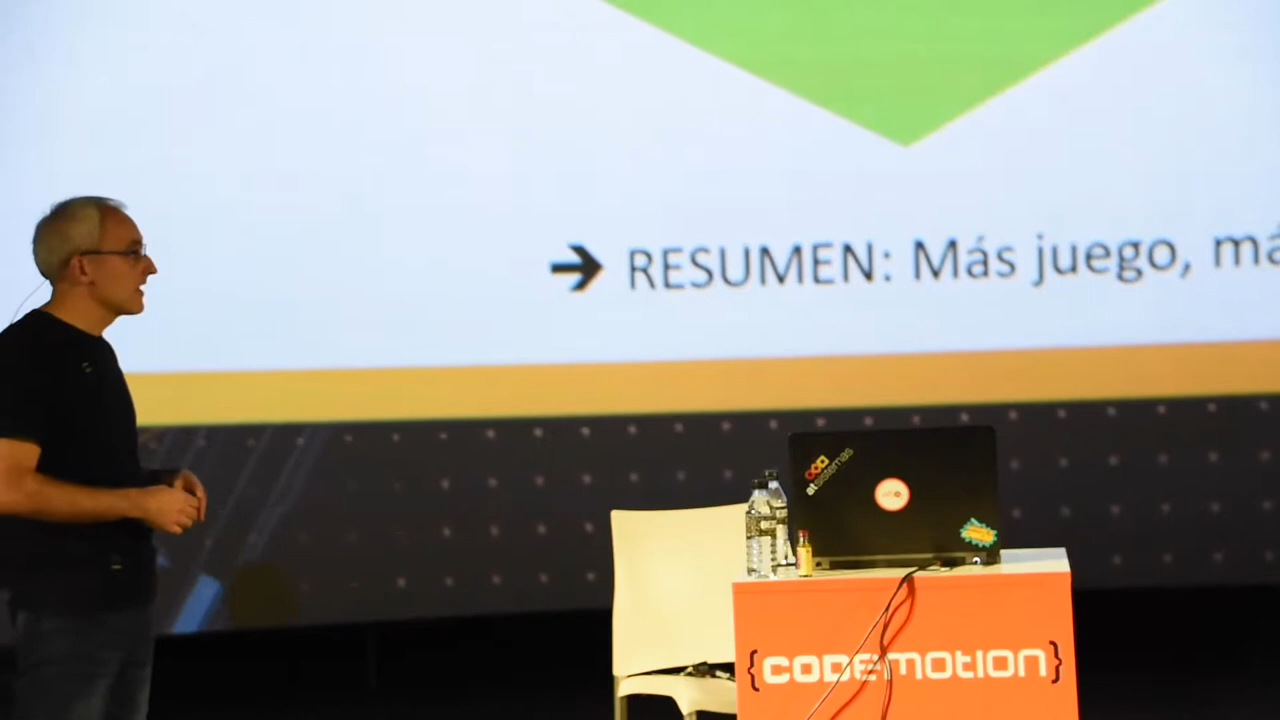 → RESUMEN: Más juego, má
atsistemas
{CODEMOTION}